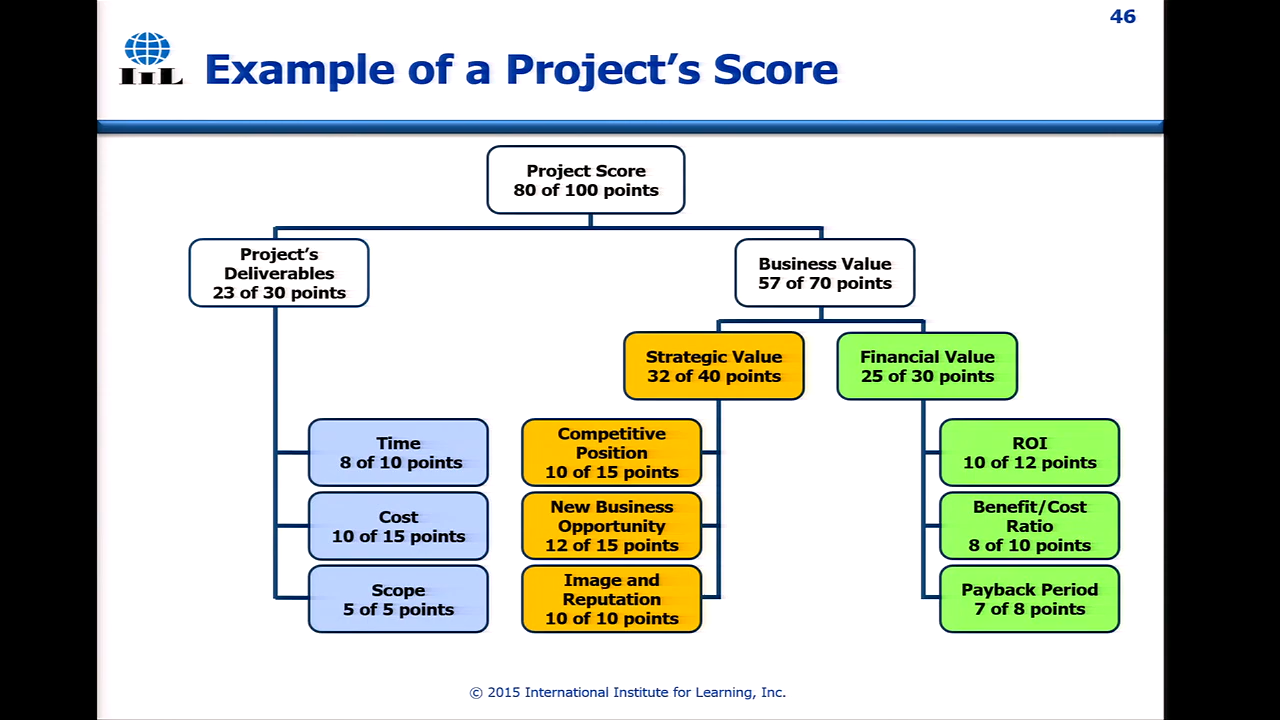 46
IIL
Example of a Project’s Score
Project Score
80 of 100 points
Project’s
Deliverables
23 of 30 points
Business Value
57 of 70 points
Strategic Value
32 of 40 points
Financial Value
25 of 30 points
Time
8 of 10 points
Cost
10 of 15 points
Scope
5 of 5 points
Competitive
Position
10 of 15 points
New Business
Opportunity
12 of 15 points
Image and
Reputation
10 of 10 points
ROI
10 of 12 points
Benefit/Cost
Ratio
8 of 10 points
Payback Period
7 of 8 points
© 2015 International Institute for Learning, Inc.